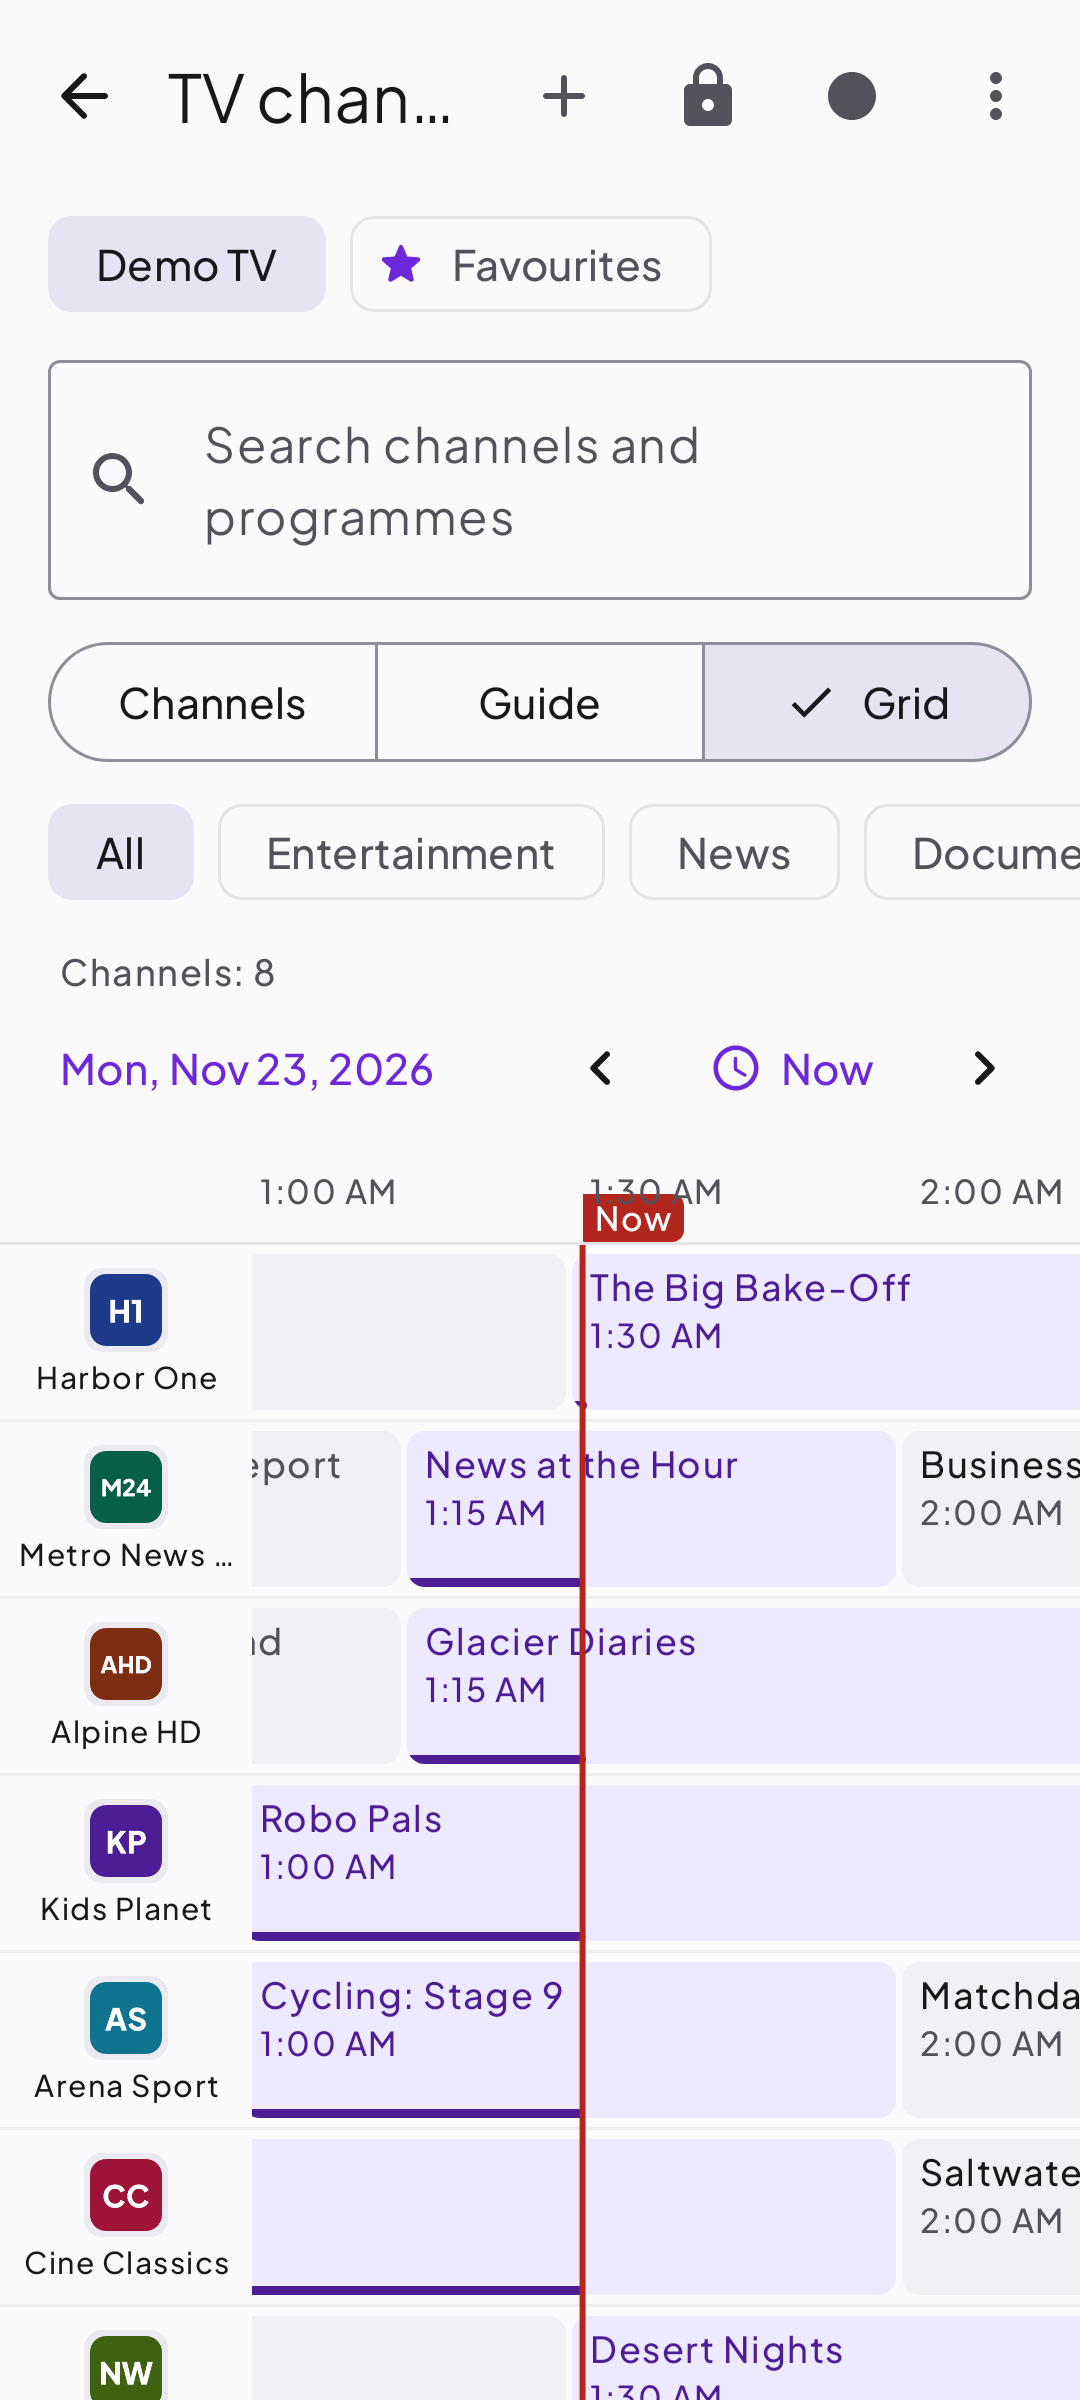 TV chan...
Demo TV
Favourites
Search channels and
programmes
Channels
Guide
Grid
All
Entertainment
News
Docume
Channels: 8
Mon, Nov 23, 2026
Now
1:00 AM
1:30 AM
2:00 AM
Now
H1
Harbor One
The Big Bake-Off
1:30 AM
M24
Metro News ...
eport
News at the Hour
1:15 AM
Business
2:00 AM
AHD
Alpine HD
nd
Glacier Diaries
1:15 AM
KP
Kids Planet
Robo Pals
1:00 AM
AS
Arena Sport
Cycling: Stage 9
1:00 AM
Matchda
2:00 AM
CC
Cine Classics
Saltwate
2:00 AM
NW
Desert Nights
1:30 AM